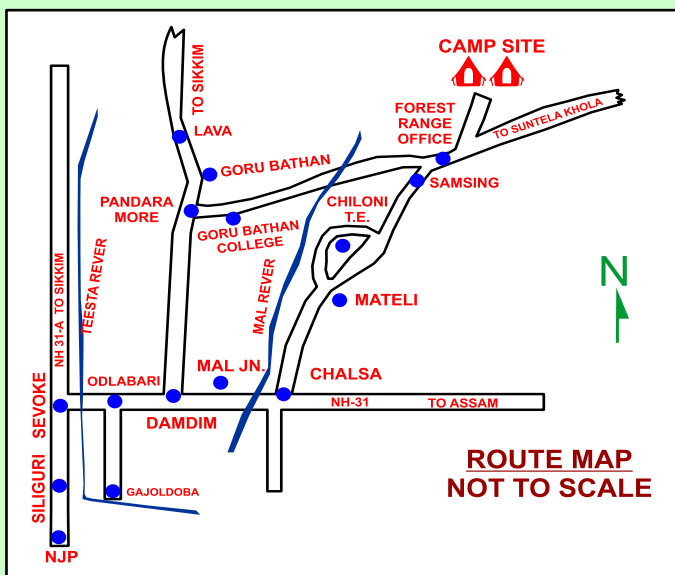 CAMP SITE
TO SIKKIM
FOREST
RANGE
OFFICE
TO SUNTELA KHOLA
LAVA
GORU BATHAN
SAMSING
PANDARA
MORE
CHILONI
T.E.
GORU BATHAN
COLLEGE
NH 31-A TO SIKKIM
TEESTA REVER
MAL REVER
N
MATELI
MAL JN.
ODLABARI
CHALSA
SEVOKE
DAMDIM
NH-31
TO ASSAM
ROUTE MAP
NOT TO SCALE
SILIGURI
GAJOLDOBA
NJP